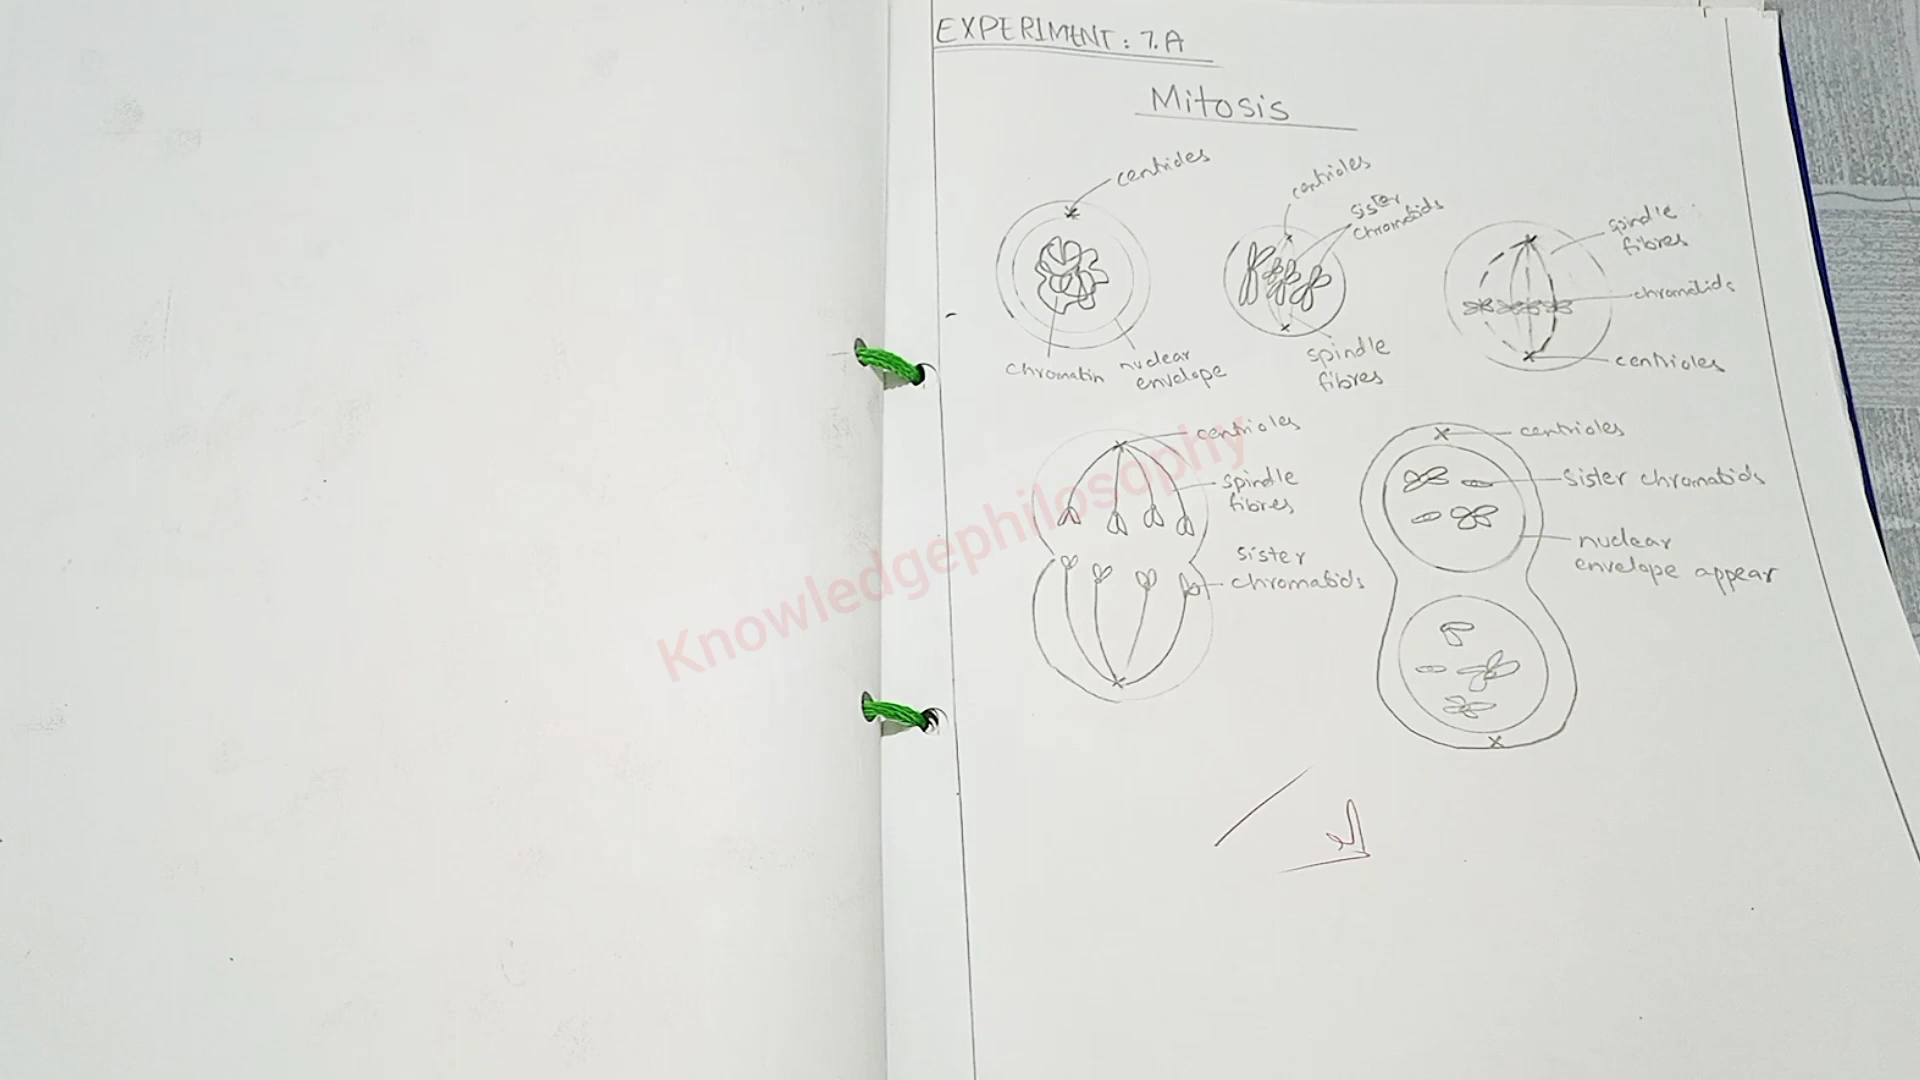 EXPERIMENT: 7.A
Mitosis
centrioles
chromatin
nuclear
envelope
centrioles
sister
chromatids
spindle
fibres
spindle
fibres
chromatids
centrioles
centrioles
spindle
fibres
sister
chromatids
centrioles
sister chromatids
nuclear
envelope appear
Knowledgephilosophy